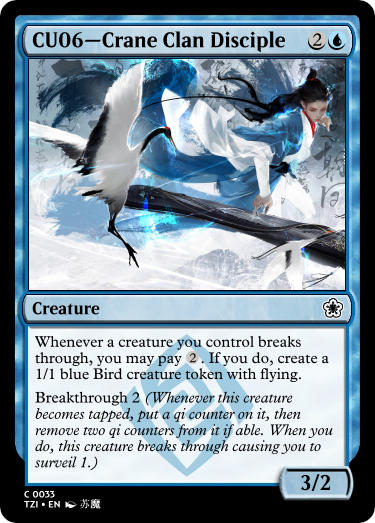 CU06—Crane Clan Disciple 2
Creature
Whenever a creature you control breaks
through, you may pay 2. If you do, create a
1/1 blue Bird creature token with flying.
Breakthrough 2 (Whenever this creature
becomes tapped, put a qi counter on it, then
remove two qi counters from it if able. When you
do, this creature breaks through causing you to
surveil 1.)
3/2
C 0033
TZI • EN 苏魔